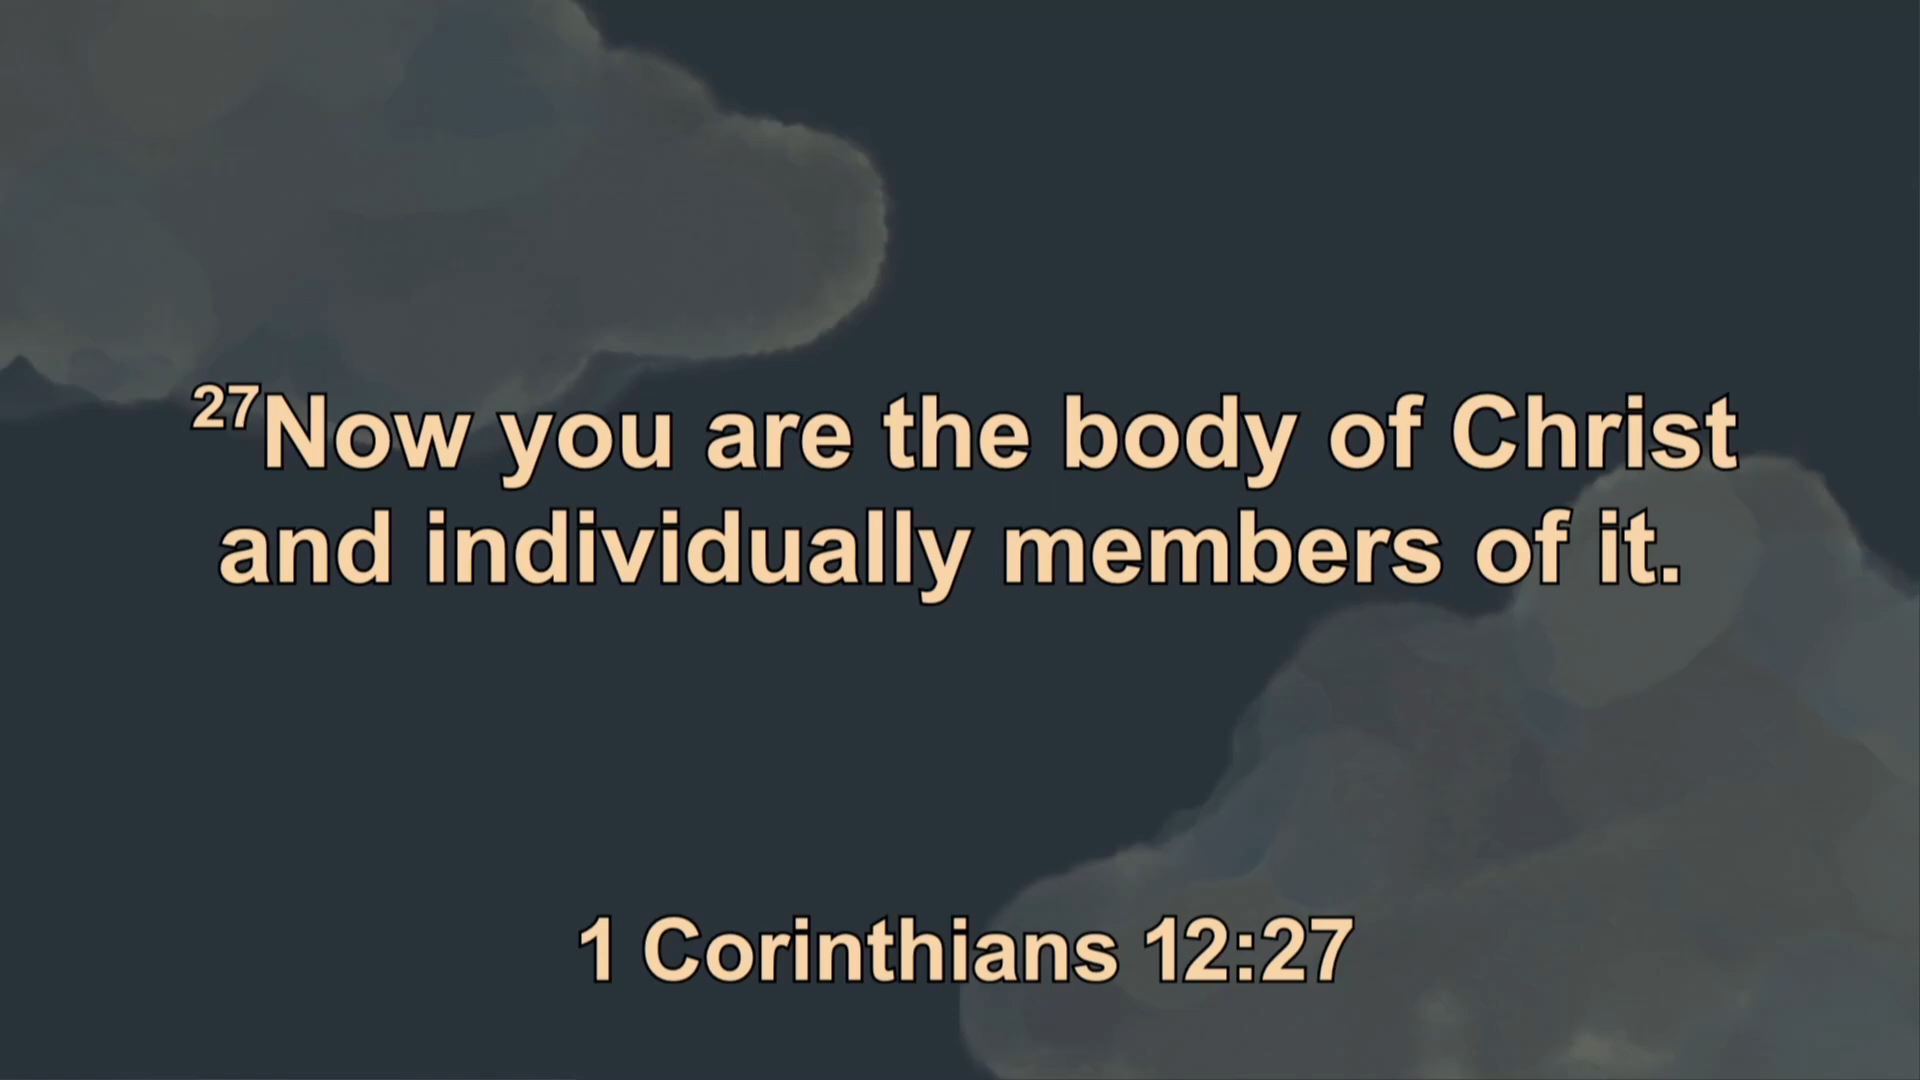 ²⁷Now you are the body of Christ
and individually members of it.
1 Corinthians 12:27